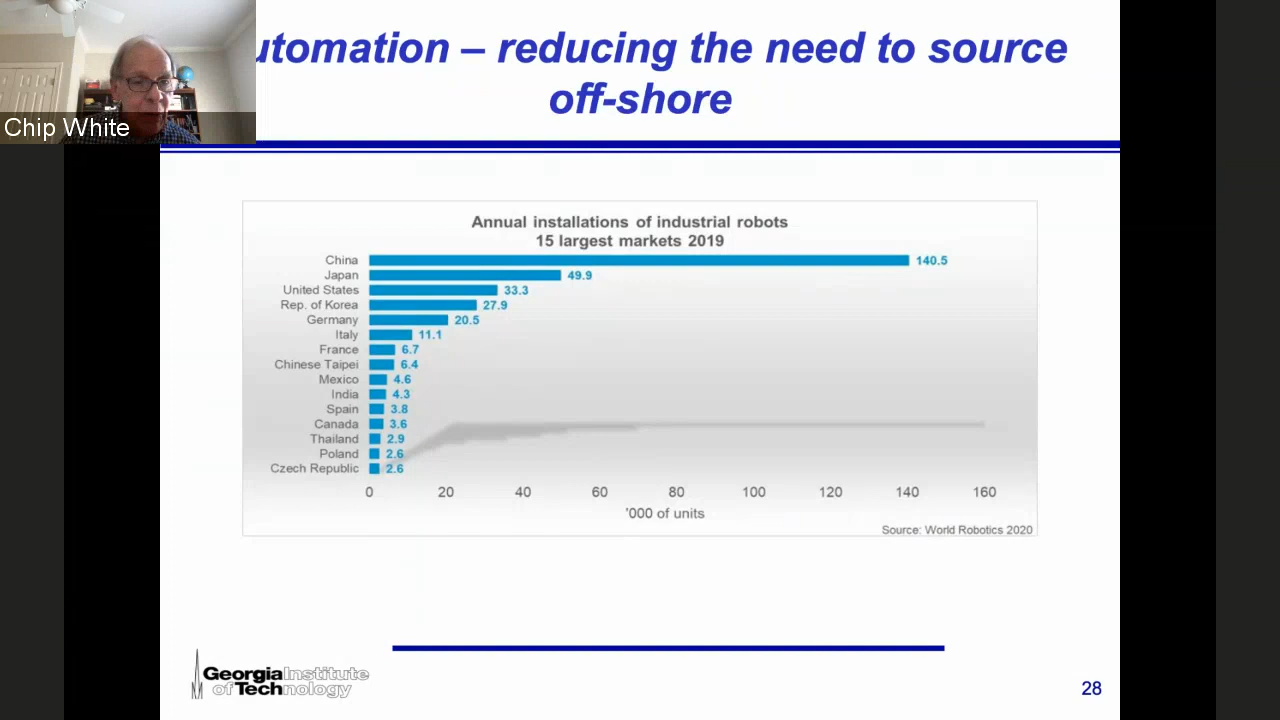 utomation – reducing the need to source
off-shore
Chip White
Annual installations of industrial robots
15 largest markets 2019
China 140.5
Japan 49.9
United States 33.3
Rep. of Korea 27.9
Germany 20.5
Italy 11.1
France 6.7
Chinese Taipei 6.4
Mexico 4.6
India 4.3
Spain 3.8
Canada 3.6
Thailand 2.9
Poland 2.6
Czech Republic 2.6
0 20 40 60 80 100 120 140 160
'000 of units
Source: World Robotics 2020
Georgia Institute
of Technology
28